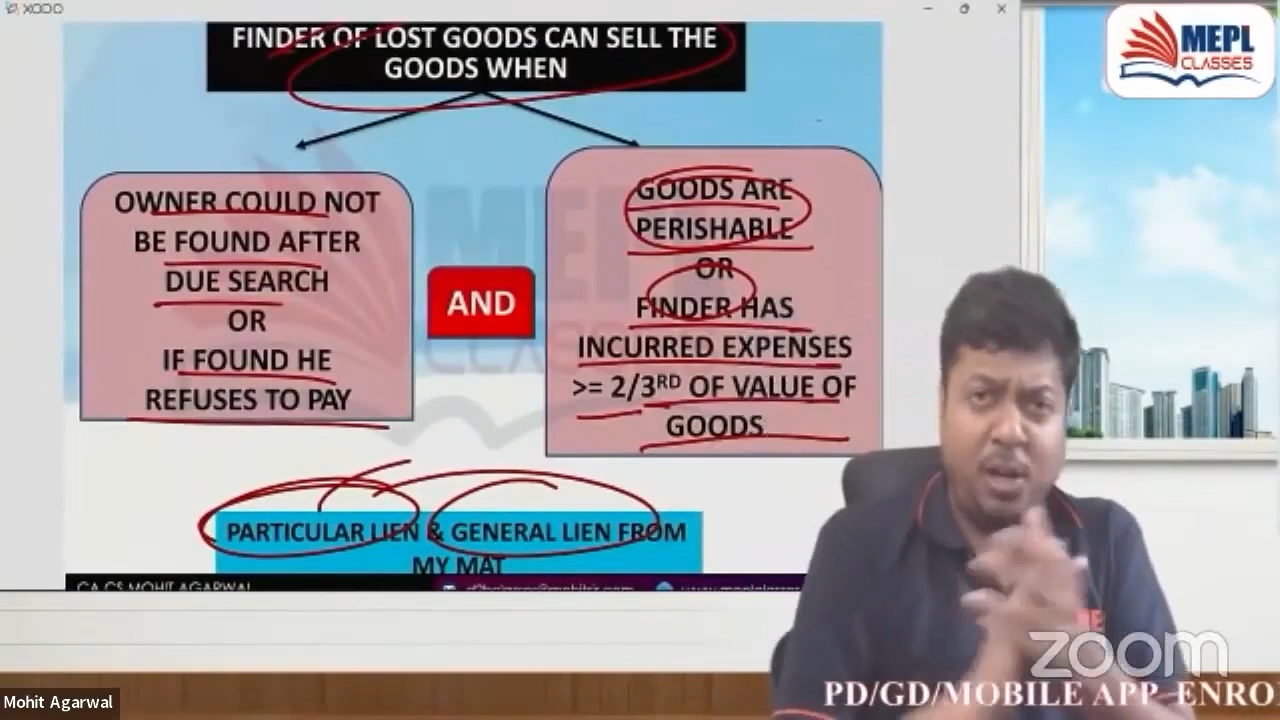 XODO
FINDER OF LOST GOODS CAN SELL THE
GOODS WHEN
MEPL
CLASSES
OWNER COULD NOT
BE FOUND AFTER
DUE SEARCH
OR
IF FOUND HE
REFUSES TO PAY
AND
GOODS ARE
PERISHABLE
OR
FINDER HAS
INCURRED EXPENSES
>= 2/3RD OF VALUE OF
GOODS
MEPL
CLASSES
PARTICULAR LIEN & GENERAL LIEN FROM
MY MAT
CA CS MOHIT AGARWAL
zoom
Mohit Agarwal
PD/GD/MOBILE APP ENRO